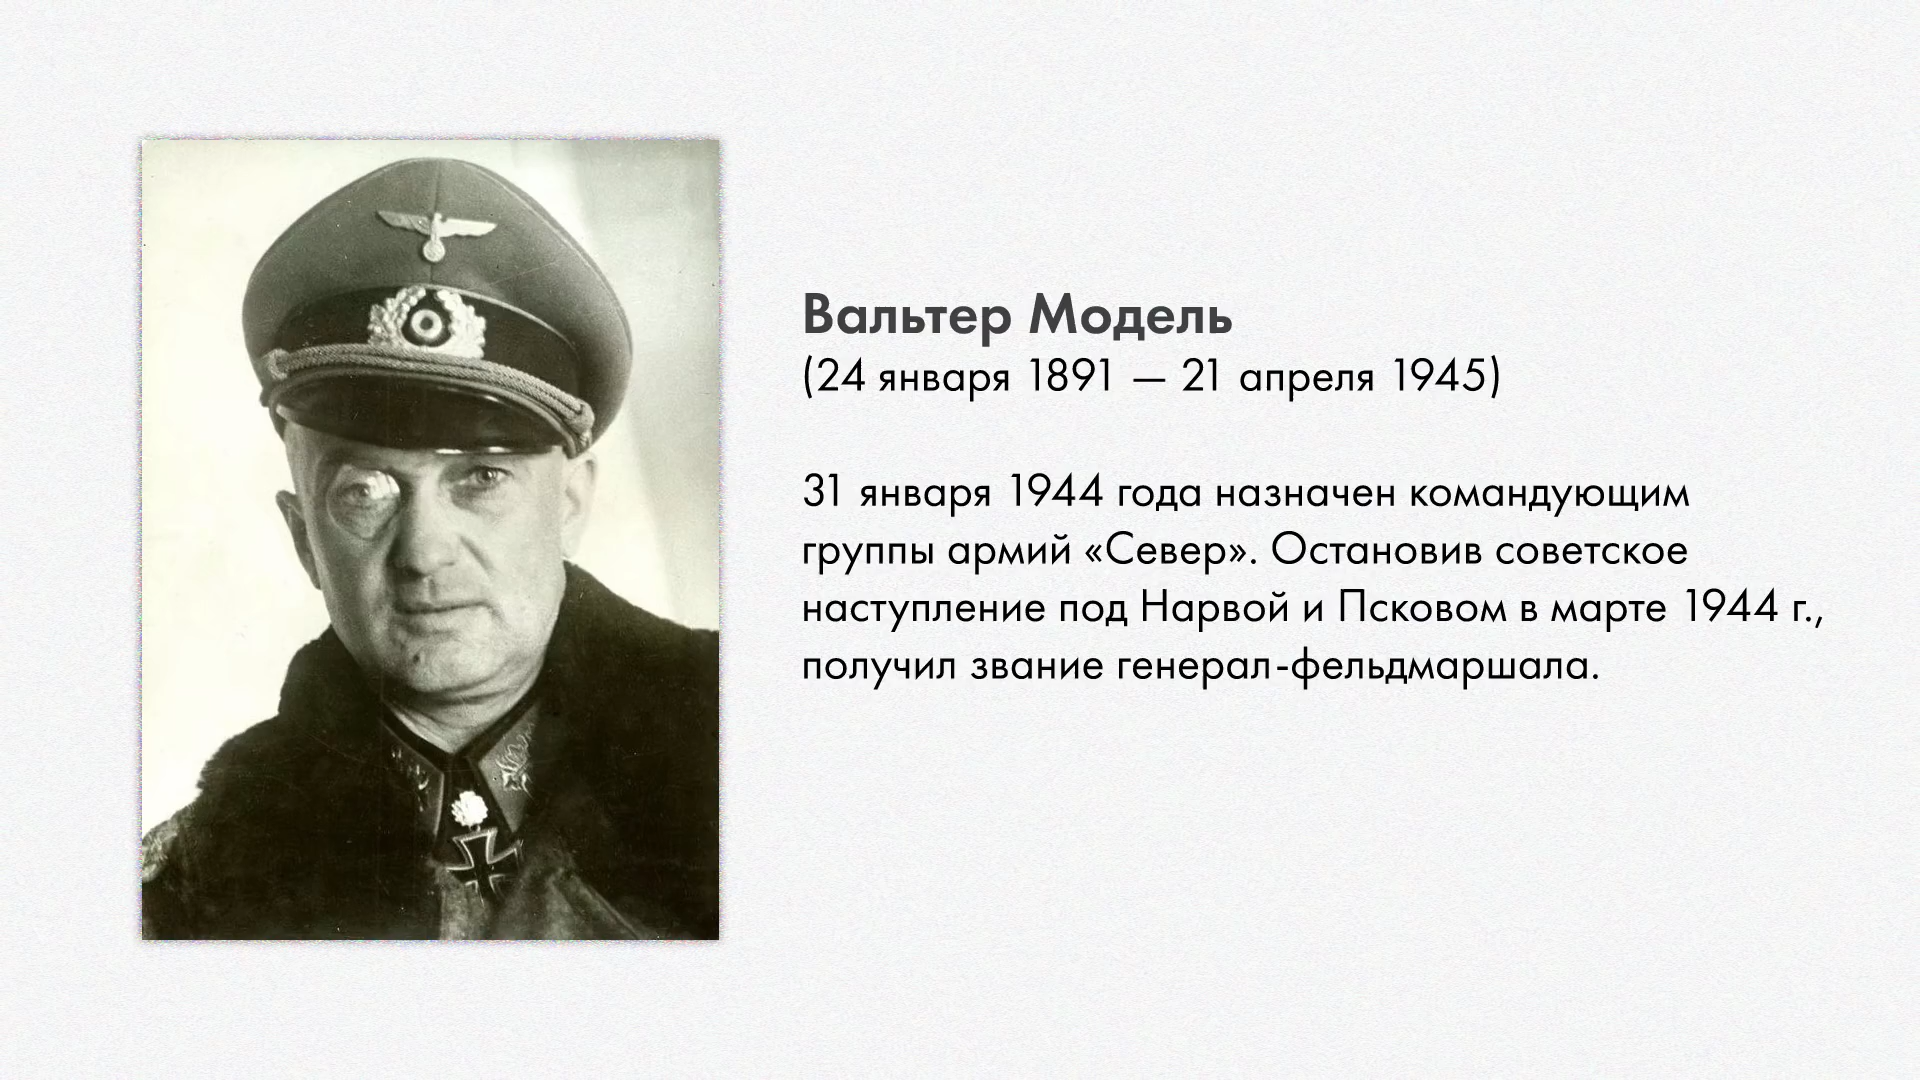 Вальтер Модель
(24 января 1891 — 21 апреля 1945)
31 января 1944 года назначен командующим
группы армий «Север». Остановив советское
наступление под Нарвой и Псковом в марте 1944 г.,
получил звание генерал-фельдмаршала.